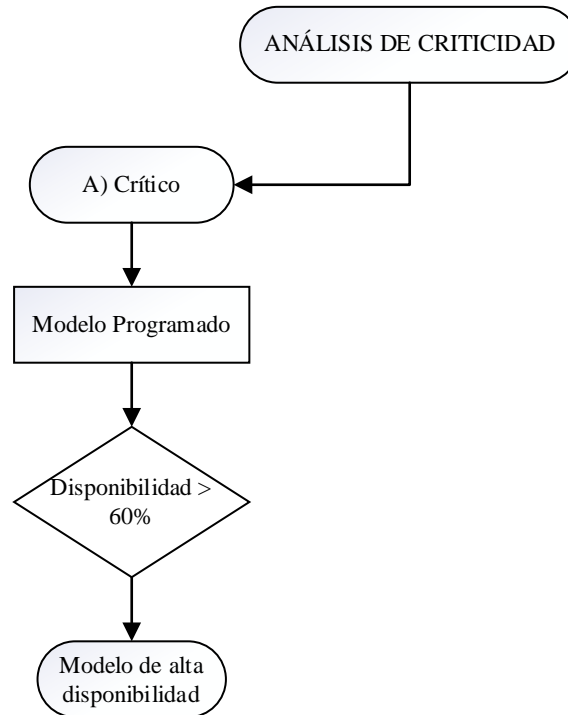 ANÁLISIS DE CRITICIDAD
A) Crítico
Modelo Programado
Disponibilidad >
60%
Modelo de alta
disponibilidad